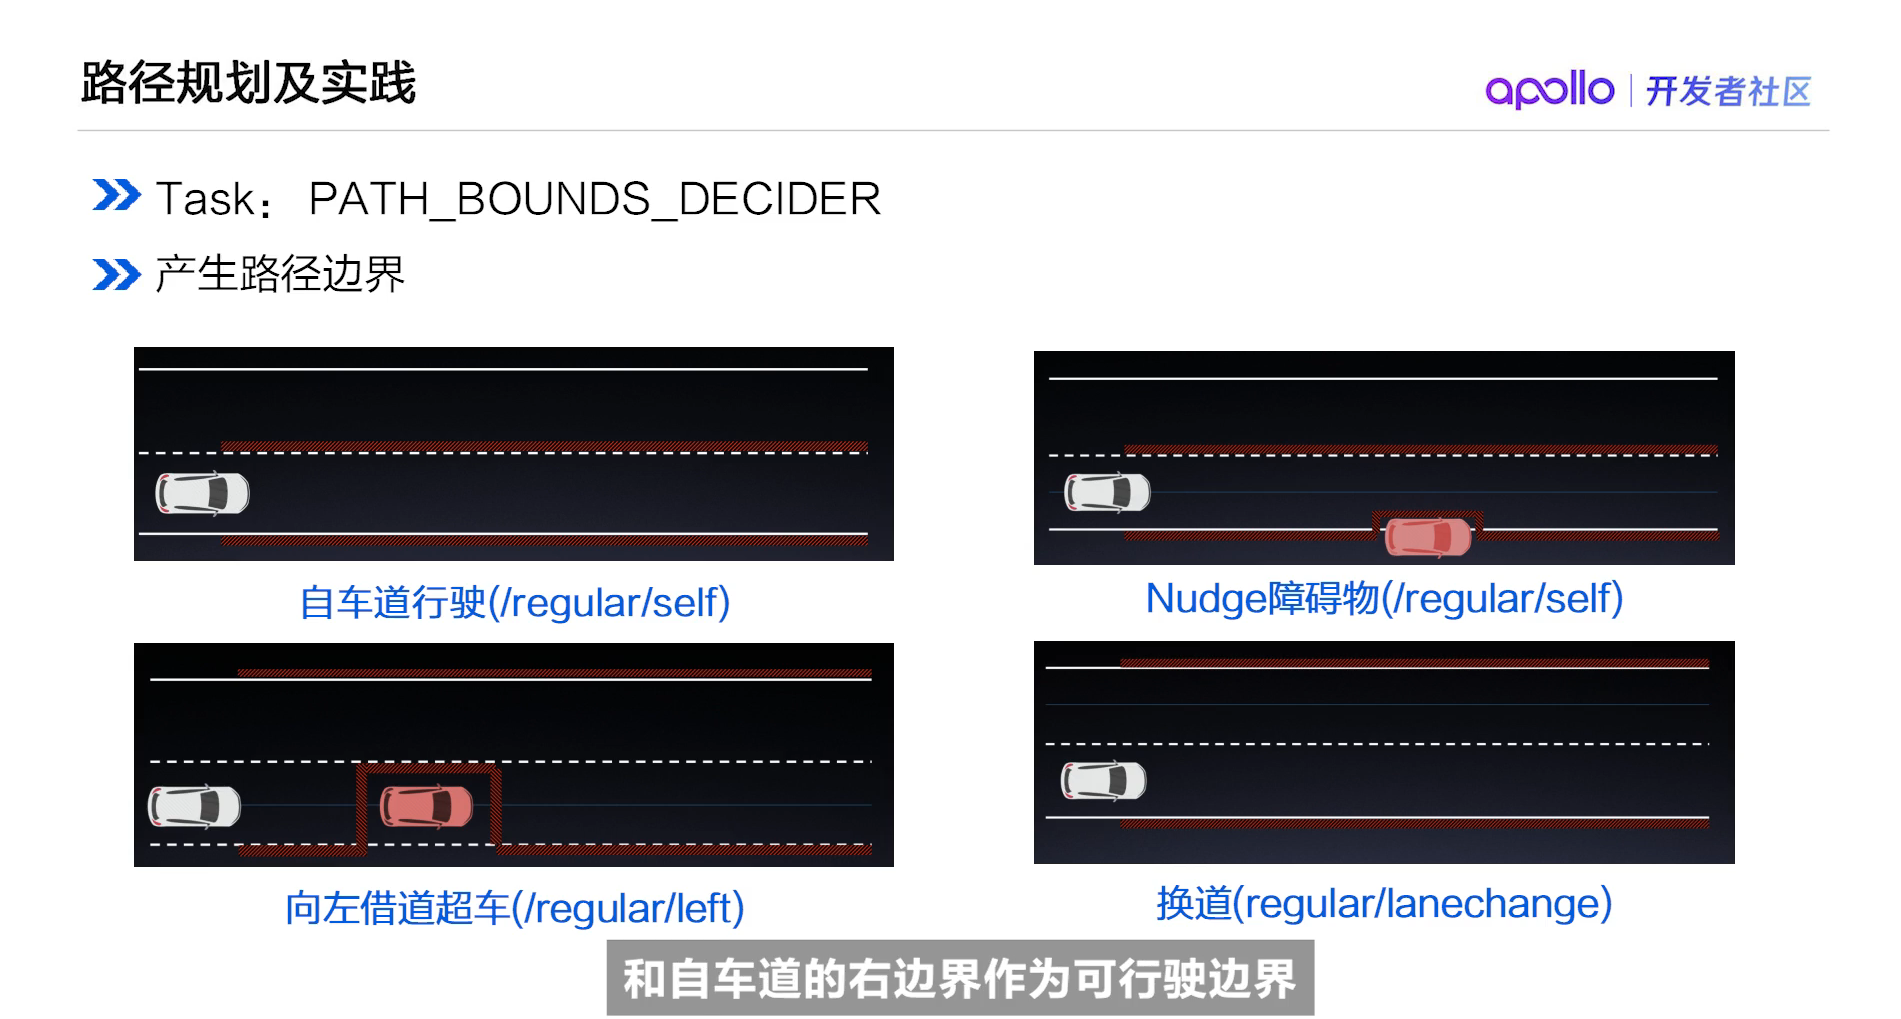 路径规划及实践
apollo 开发者社区
Task： PATH_BOUNDS_DECIDER
产生路径边界
自车道行驶(/regular/self)
Nudge障碍物(/regular/self)
向左借道超车(/regular/left)
换道(regular/lanechange)
和自车道的右边界作为可行驶边界